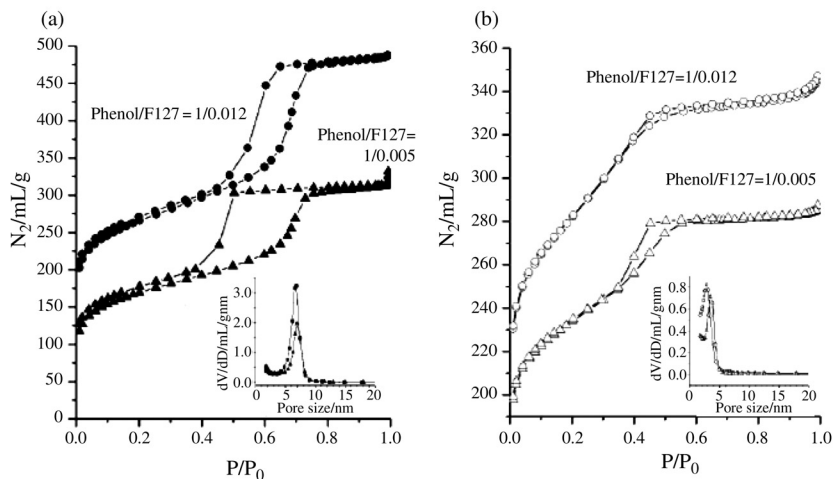 (a)
500
450
400
350
300
250
200
150
100
50
0
N₂/mL/g
Phenol/F127 = 1/0.012
Phenol/F127=
1/0.005
3.0
2.0
1.0
0.0
dV/dD/mL/gnm
0 5 10 15 20
Pore size/nm
0.0 0.2 0.4 0.6 0.8 1.0
P/P₀
(b)
360
340
320
300
280
260
240
220
200
N₂/mL/g
Phenol/F127=1/0.012
Phenol/F127=1/0.005
0.8
0.6
0.4
0.2
0.0
dV/dD/mL/gnm
0 5 10 15 20
Pore size/nm
0.0 0.2 0.4 0.6 0.8 1.0
P/P₀